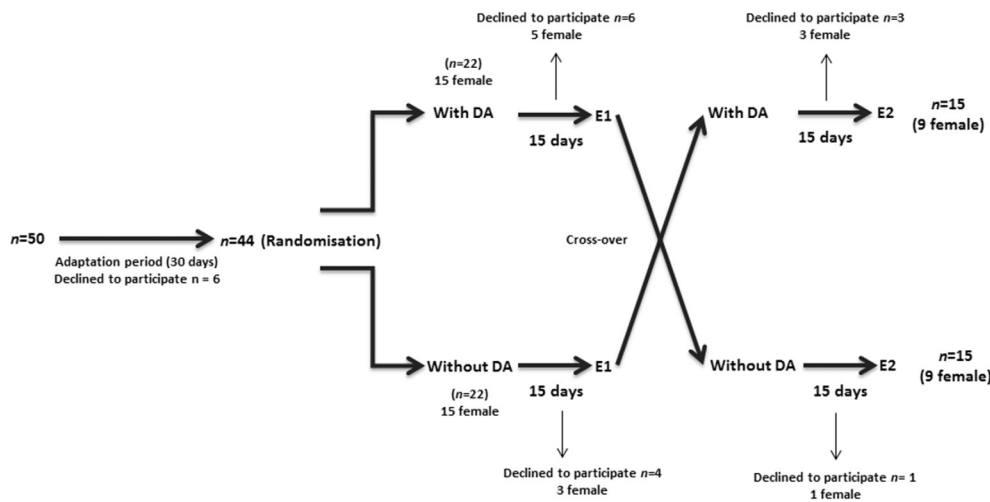 Declined to participate n=6
5 female
Declined to participate n=3
3 female
(n=22)
15 female
With DA
E1
15 days
With DA
E2
15 days
n=15
(9 female)
n=50
Adaptation period (30 days)
Declined to participate n = 6
n=44 (Randomisation)
Cross-over
Without DA
(n=22)
15 female
E1
15 days
Without DA
E2
15 days
n=15
(9 female)
Declined to participate n=4
3 female
Declined to participate n= 1
1 female